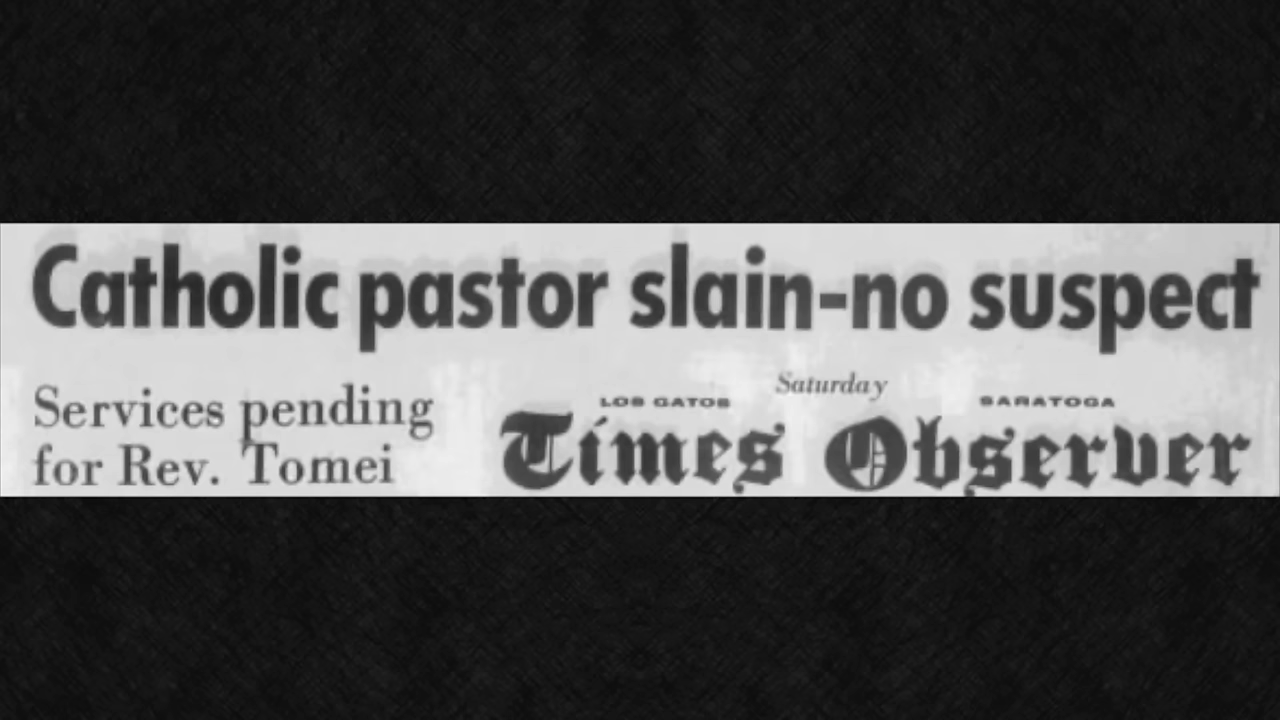 Catholic pastor slain-no suspect
Services pending
for Rev. Tomei
Saturday
LOS GATOS SARATOGA
Times Observer